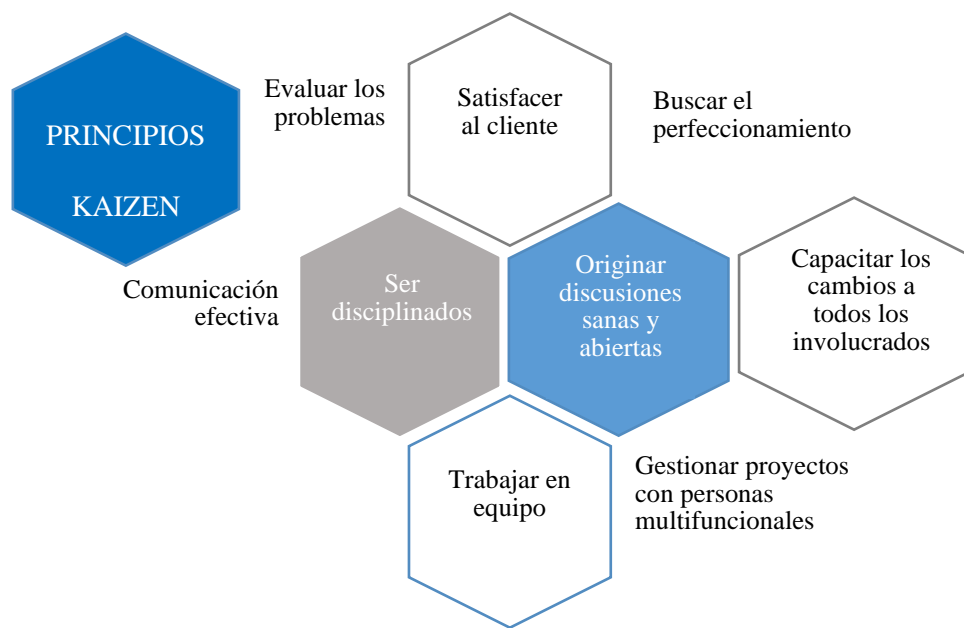 PRINCIPIOS
KAIZEN
Evaluar los
problemas
Satisfacer
al cliente
Buscar el
perfeccionamiento
Comunicación
efectiva
Ser
disciplinados
Originar
discusiones
sanas y
abiertas
Capacitar los
cambios a
todos los
involucrados
Trabajar en
equipo
Gestionar proyectos
con personas
multifuncionales